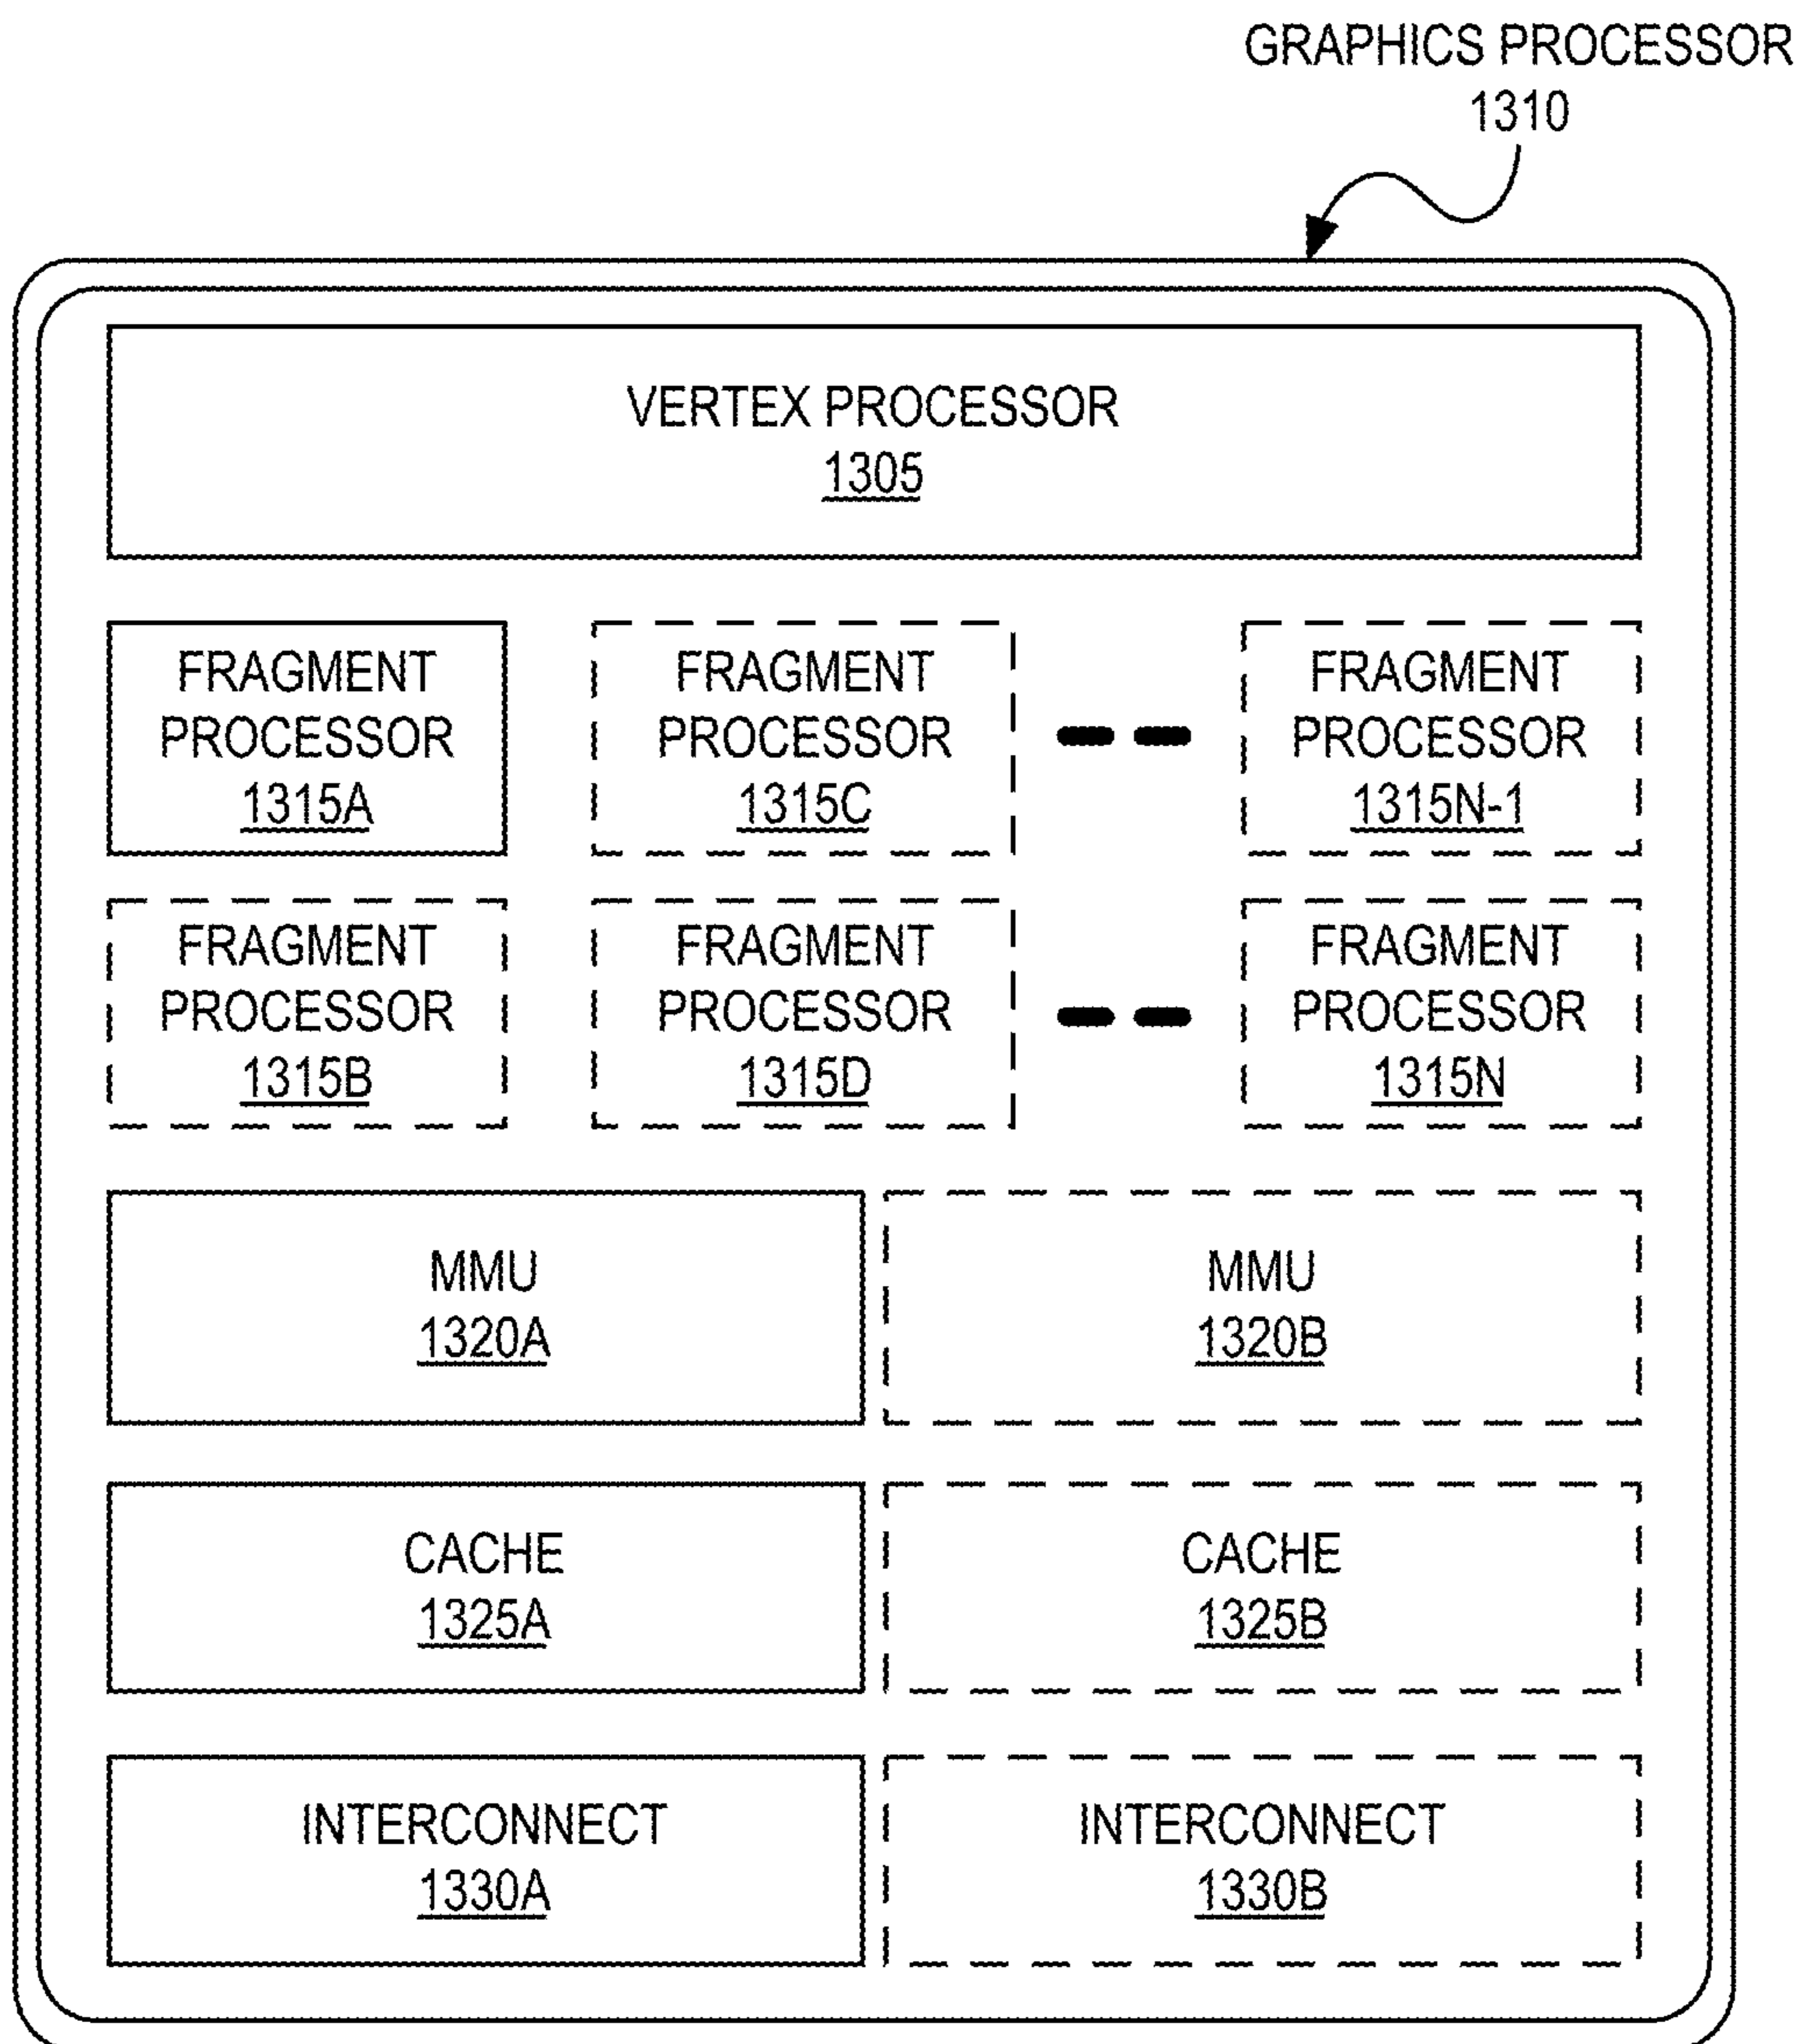 GRAPHICS PROCESSOR
1310
VERTEX PROCESSOR
1305
FRAGMENT
PROCESSOR
1315A
FRAGMENT
PROCESSOR
1315C
FRAGMENT
PROCESSOR
1315N-1
FRAGMENT
PROCESSOR
1315B
FRAGMENT
PROCESSOR
1315D
FRAGMENT
PROCESSOR
1315N
MMU
1320A
MMU
1320B
CACHE
1325A
CACHE
1325B
INTERCONNECT
1330A
INTERCONNECT
1330B